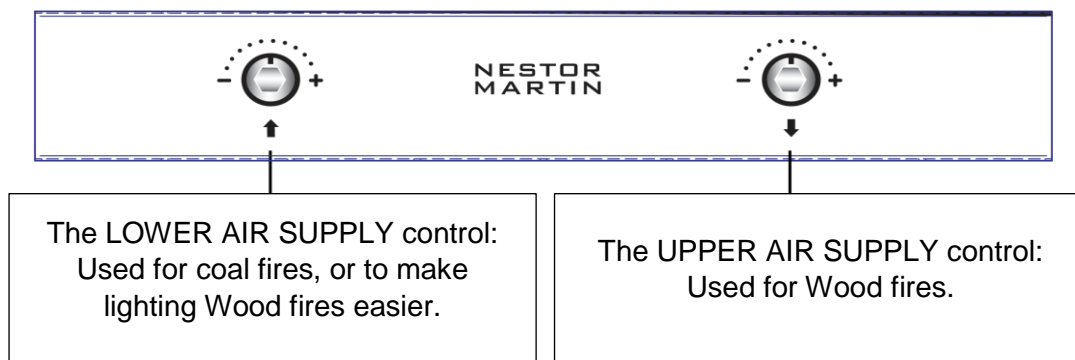 - +
NESTOR
MARTIN
- +
The LOWER AIR SUPPLY control:
Used for coal fires, or to make
lighting Wood fires easier.
The UPPER AIR SUPPLY control:
Used for Wood fires.